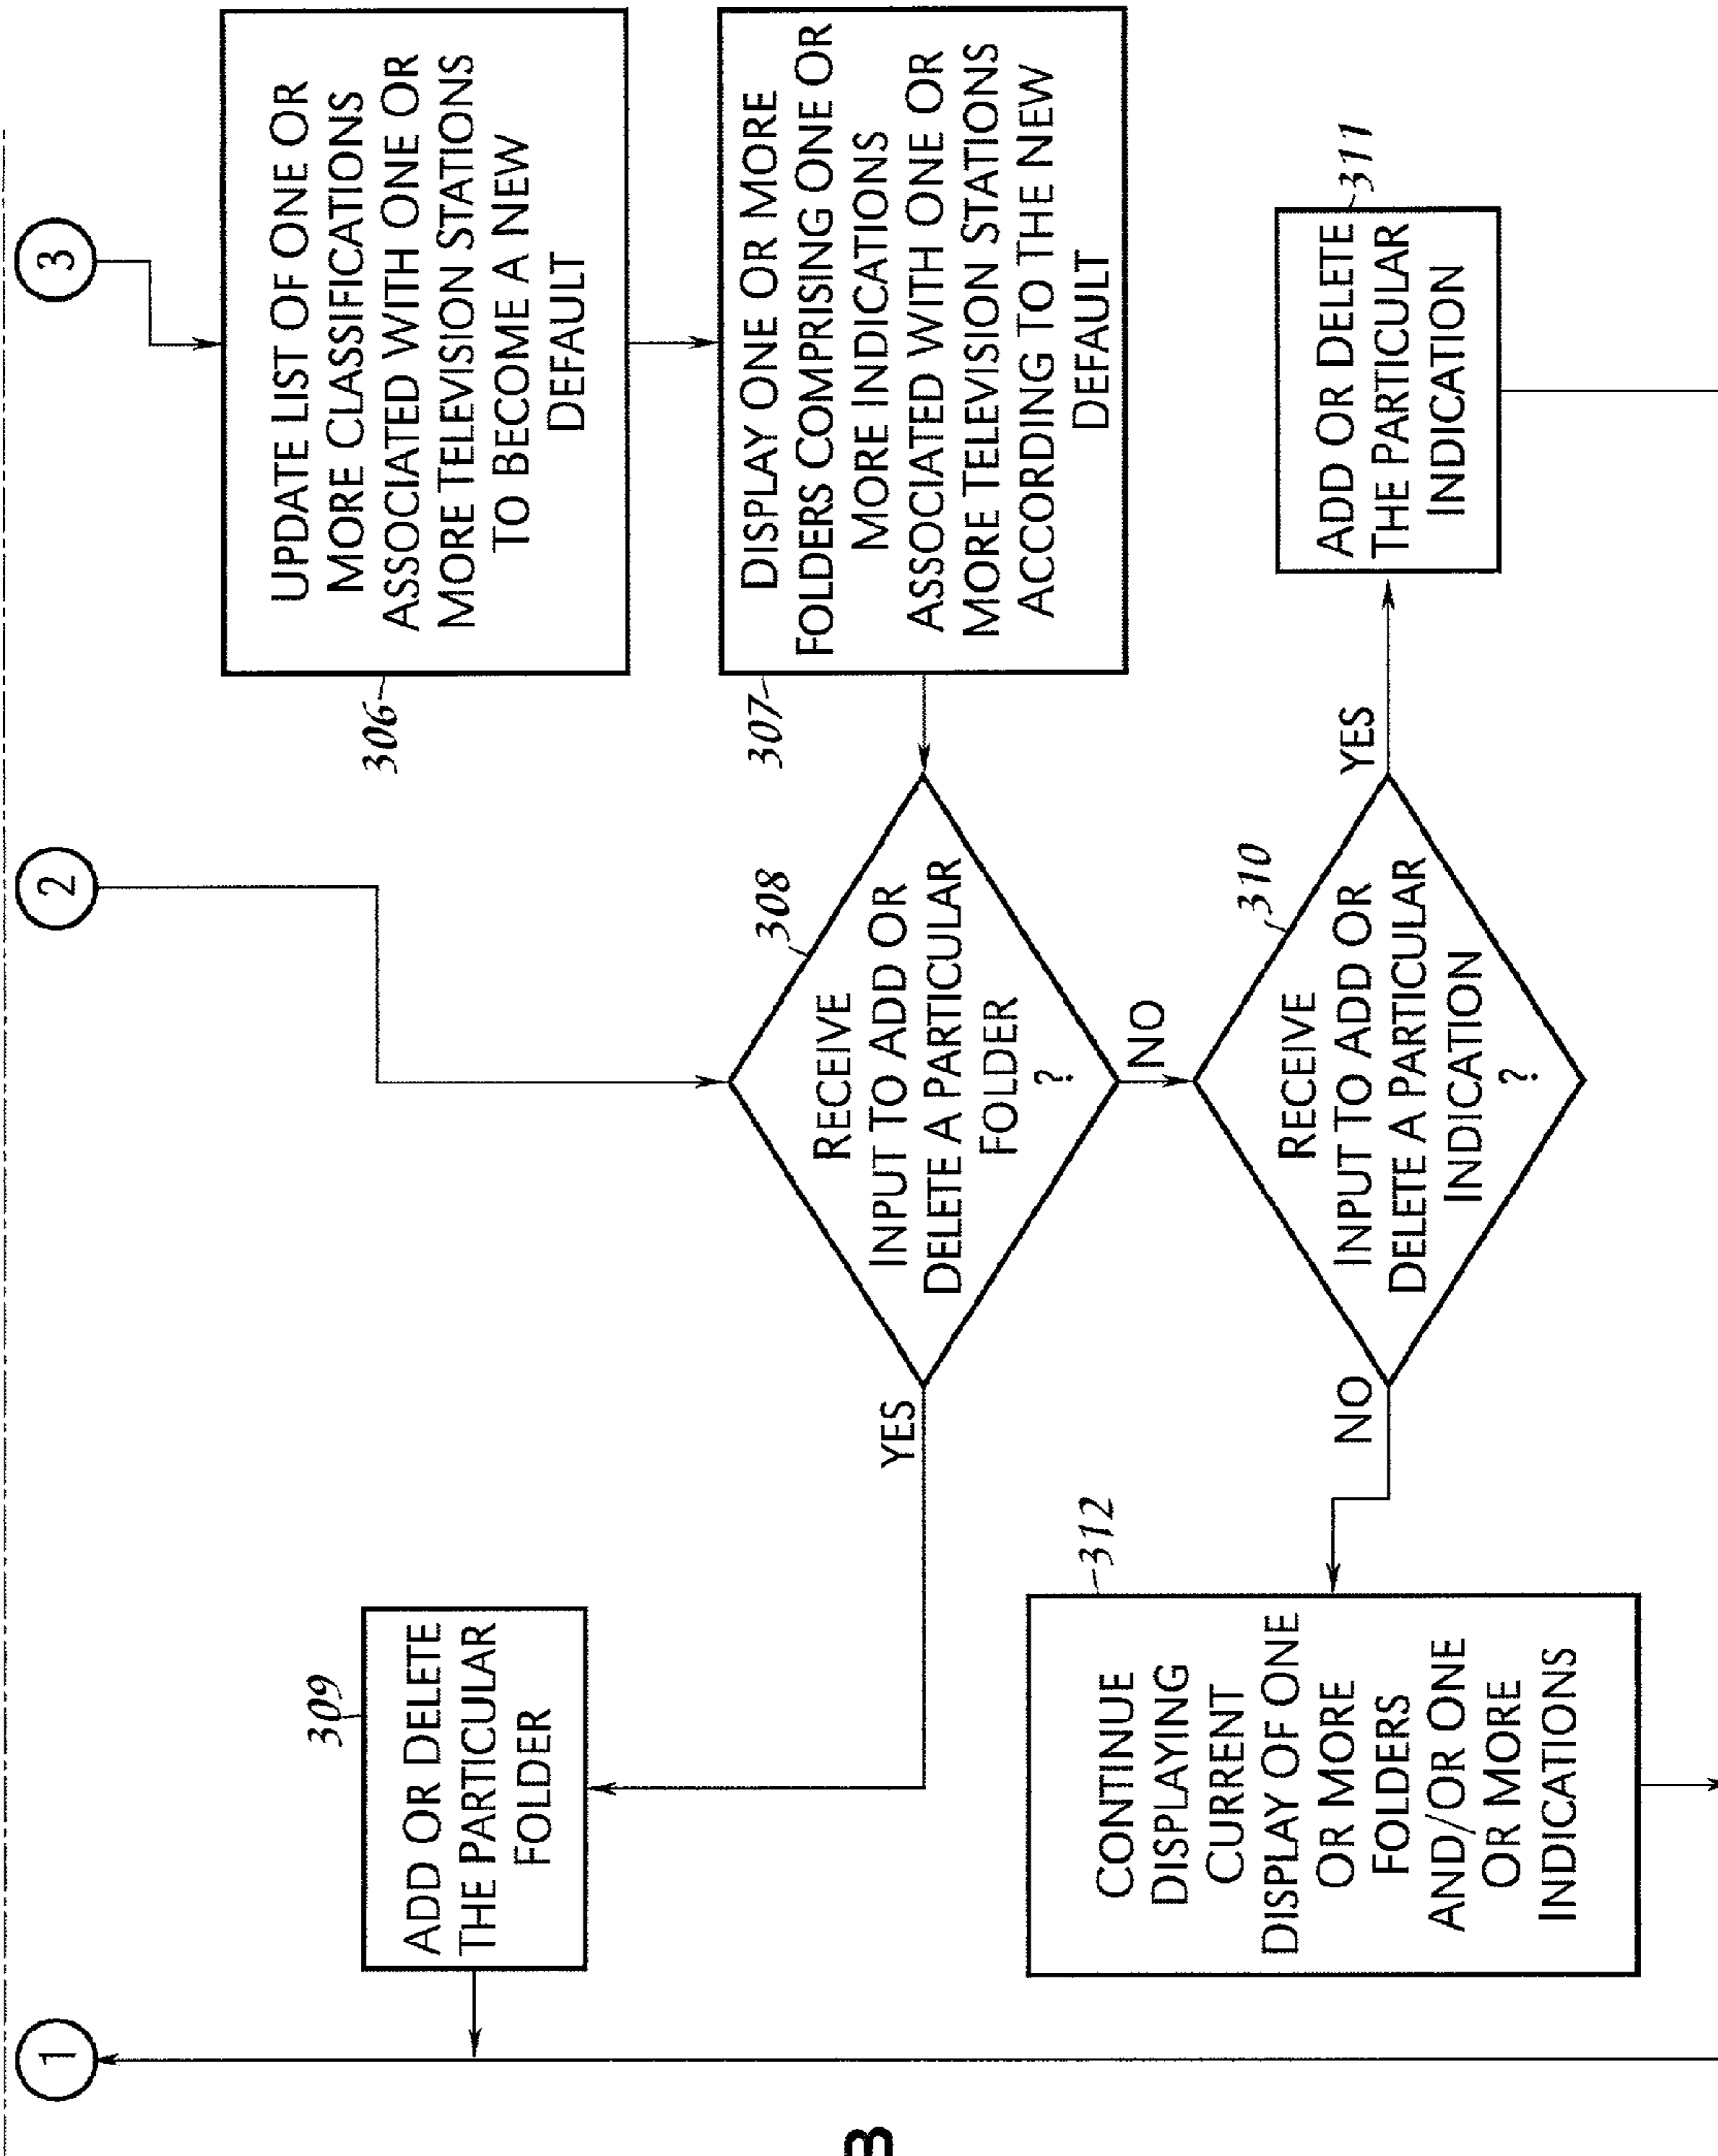 3
UPDATE LIST OF ONE OR
MORE CLASSIFICATIONS
ASSOCIATED WITH ONE OR
MORE TELEVISION STATIONS
TO BECOME A NEW
DEFAULT
306
DISPLAY ONE OR MORE
FOLDERS COMPRISING ONE OR
MORE INDICATIONS
ASSOCIATED WITH ONE OR
MORE TELEVISION STATIONS
ACCORDING TO THE NEW
DEFAULT
307
2
308
RECEIVE
INPUT TO ADD OR
DELETE A PARTICULAR
FOLDER
?
YES
NO
309
ADD OR DELETE
THE PARTICULAR
FOLDER
1
310
RECEIVE
INPUT TO ADD OR
DELETE A PARTICULAR
INDICATION
?
YES
NO
311
ADD OR DELETE
THE PARTICULAR
INDICATION
312
CONTINUE
DISPLAYING
CURRENT
DISPLAY OF ONE
OR MORE
FOLDERS
AND/OR ONE
OR MORE
INDICATIONS